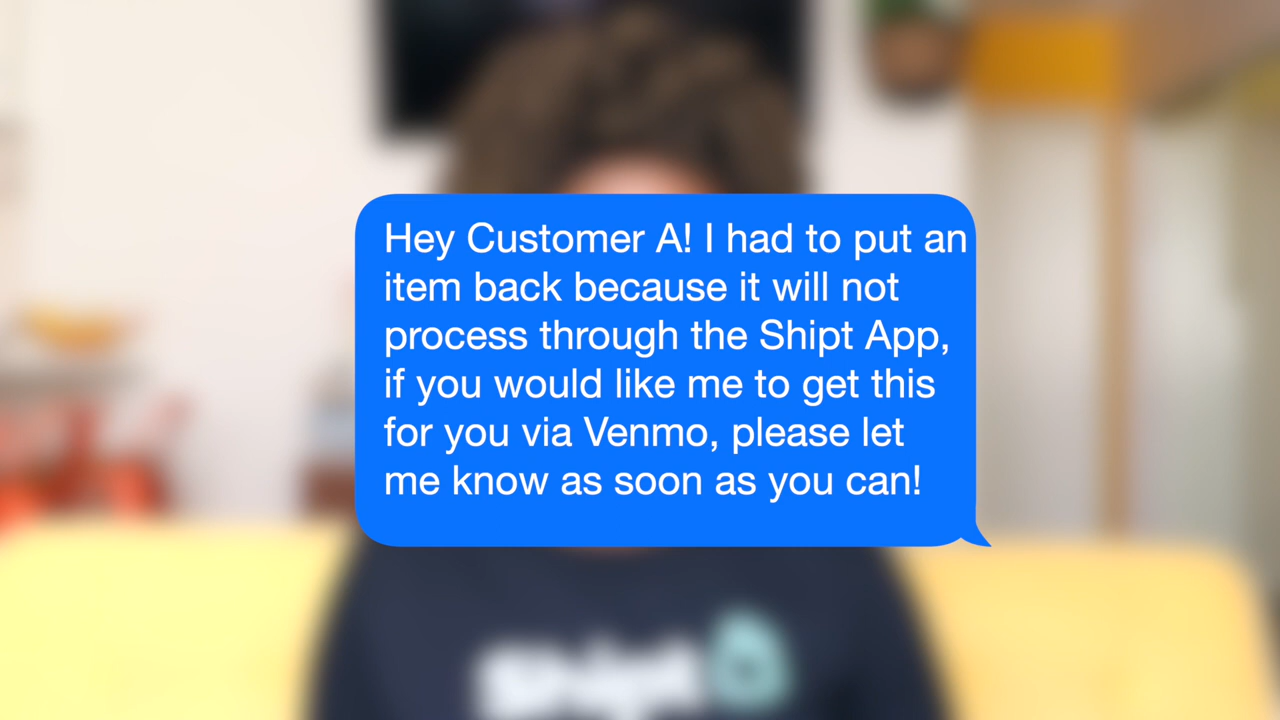 Hey Customer A! I had to put an
item back because it will not
process through the Shipt App,
if you would like me to get this
for you via Venmo, please let
me know as soon as you can!
Shipt